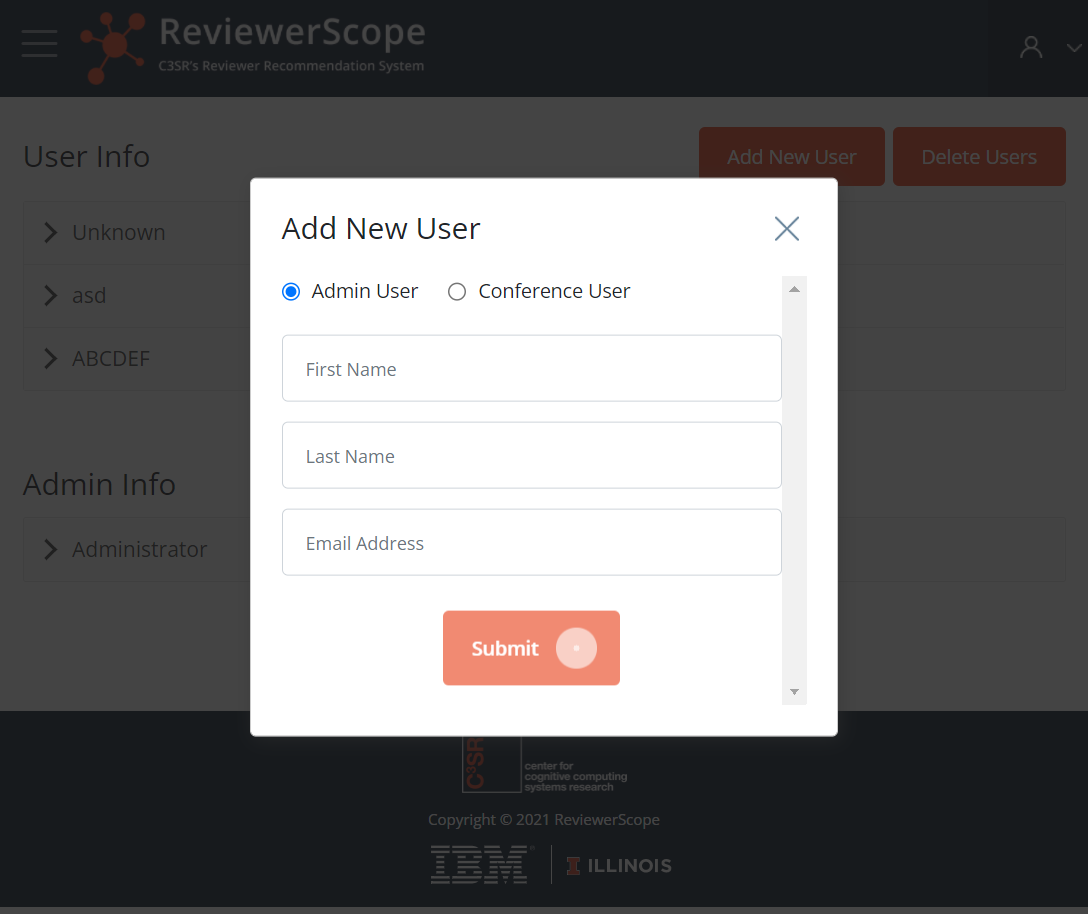 ReviewerScope
C3SR's Reviewer Recommendation System
User Info
Add New User
Delete Users
Unknown
asd
ABCDEF
Add New User
Admin User
Conference User
First Name
Last Name
Email Address
Submit
Admin Info
Administrator
C³SR
center for
cognitive computing
systems research
Copyright © 2021 ReviewerScope
IBM®
I ILLINOIS